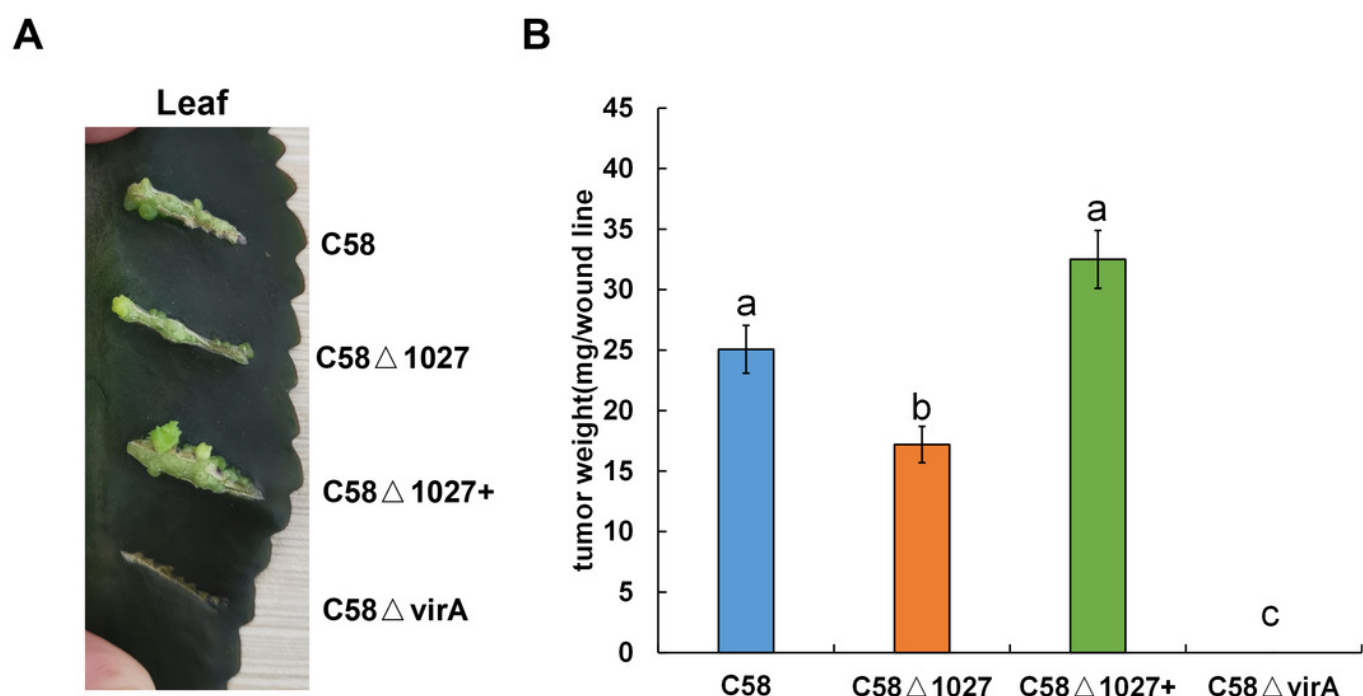 A
Leaf
C58
C58△1027
C58△1027+
C58△virA
B
tumor weight(mg/wound line
45
40
35
30
25
20
15
10
5
0
a
b
a
c
C58
C58△1027
C58△1027+
C58△virA